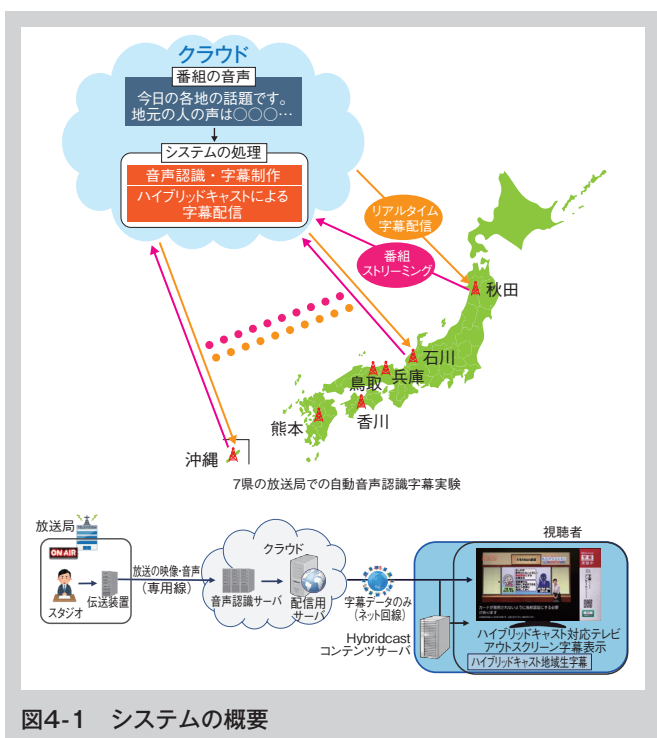 クラウド
番組の音声
今日の各地の話題です。
地元の人の声は○○○…
システムの処理
音声認識・字幕制作
ハイブリッドキャストによる
字幕配信
リアルタイム
字幕配信
番組
ストリーミング
秋田
石川
兵庫
鳥取
香川
熊本
沖縄
7県の放送局での自動音声認識字幕実験
放送局
ON AIR
スタジオ
伝送装置
放送の映像・音声
（専用線）
クラウド
音声認識サーバ
配信用
サーバ
字幕データのみ
（ネット回線）
Hybridcast
コンテンツサーバ
視聴者
ハイブリッドキャスト対応テレビ
アウトスクリーン字幕表示
ハイブリッドキャスト地域生字幕
図4-1 システムの概要